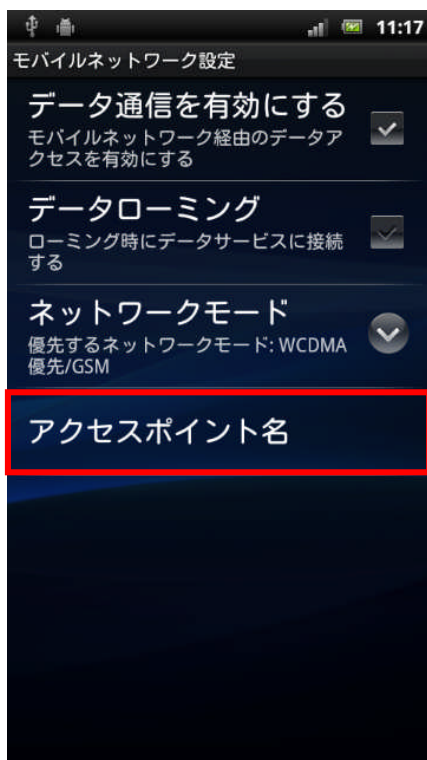 11:17
モバイルネットワーク設定
データ通信を有効にする
モバイルネットワーク経由のデータア
クセスを有効にする
データローミング
ローミング時にデータサービスに接続
する
ネットワークモード
優先するネットワークモード: WCDMA
優先/GSM
アクセスポイント名